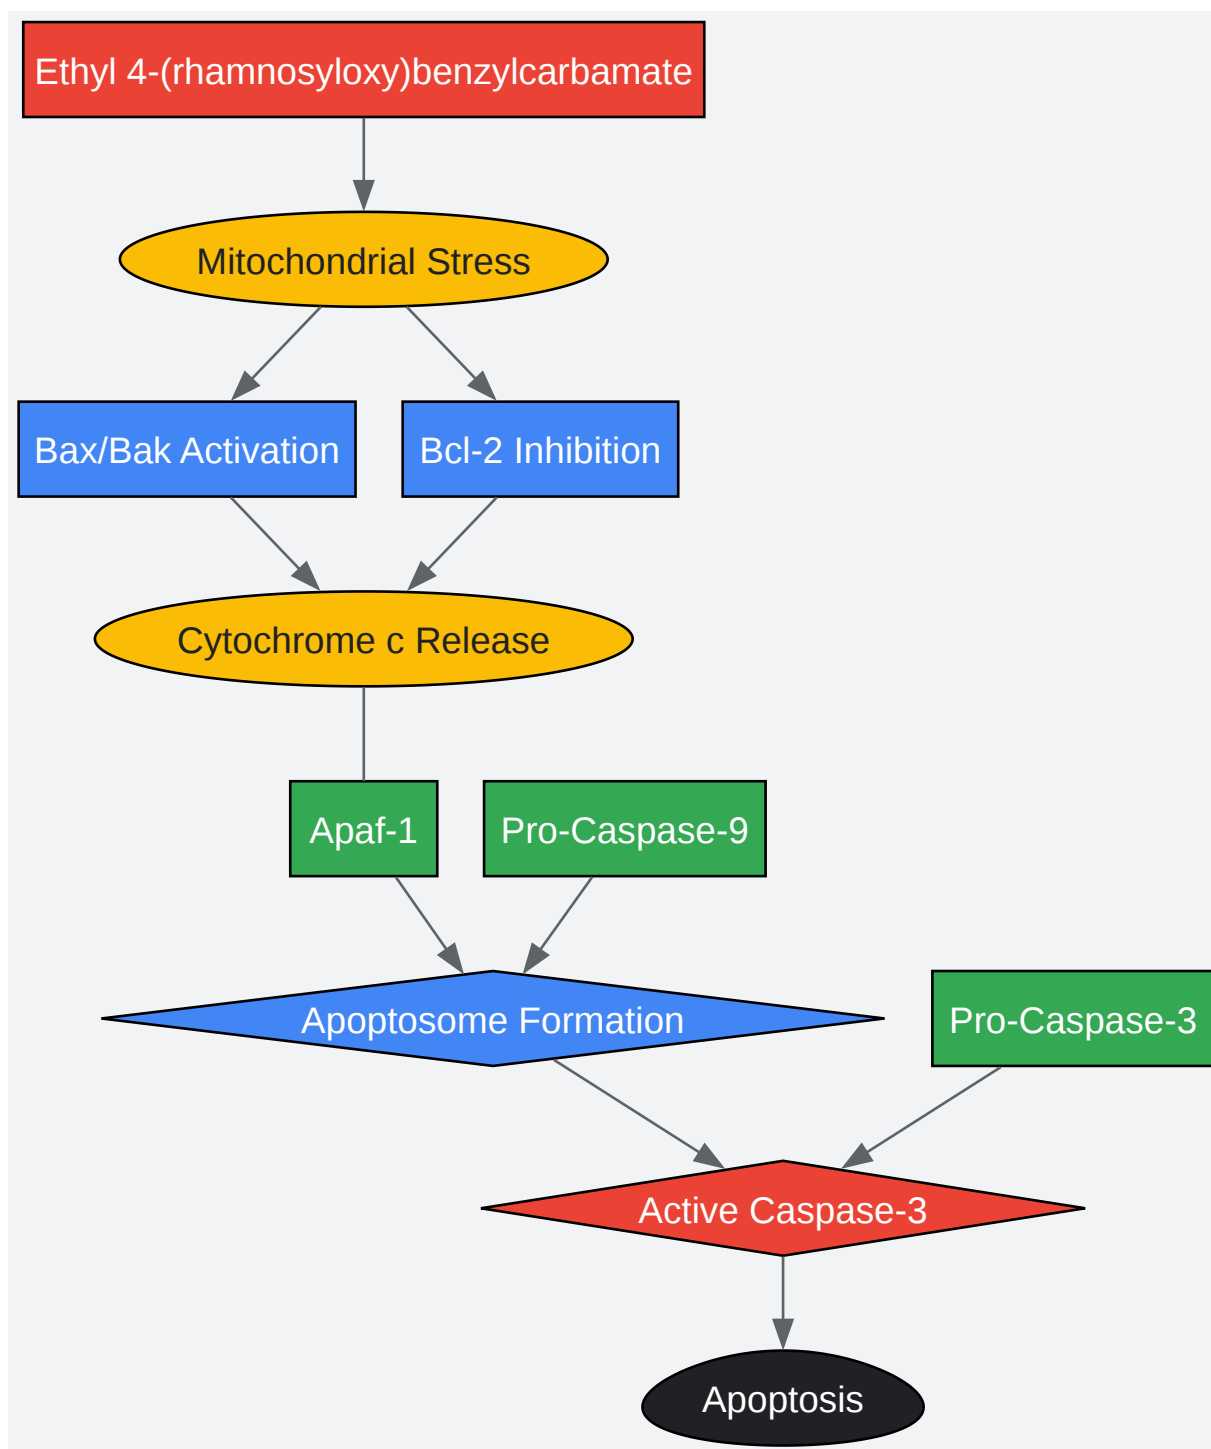 Ethyl 4-(rhamnosyloxy)benzylcarbamate
Mitochondrial Stress
Bax/Bak Activation
Bcl-2 Inhibition
Cytochrome c Release
Apaf-1
Pro-Caspase-9
Apoptosome Formation
Pro-Caspase-3
Active Caspase-3
Apoptosis